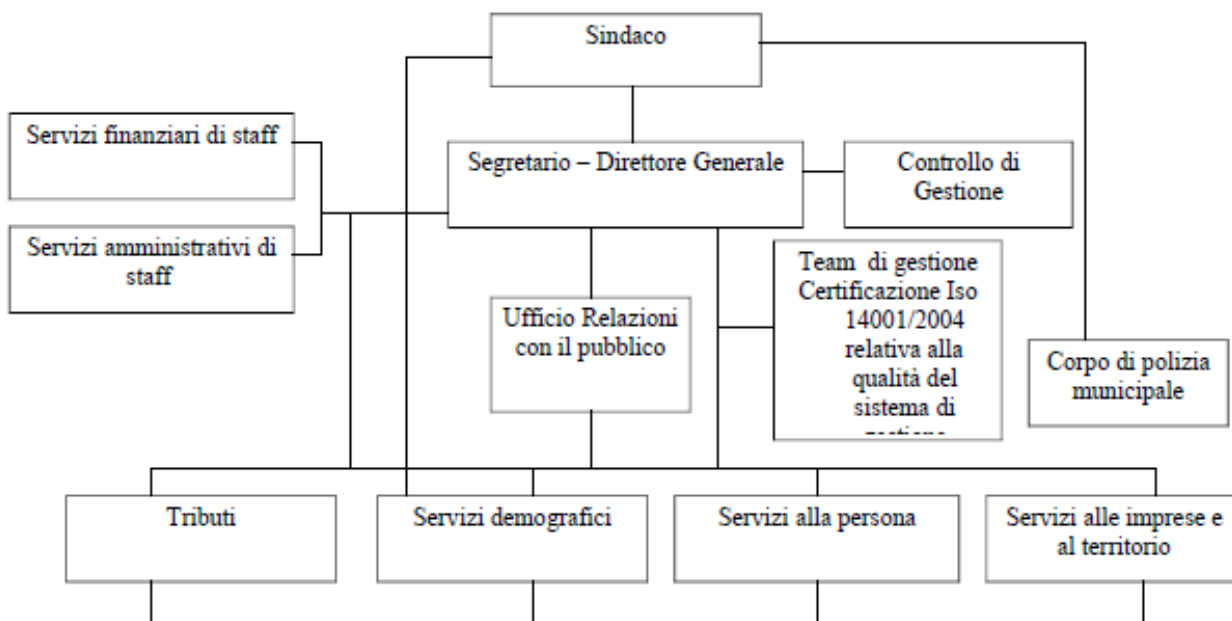 Sindaco
Servizi finanziari di staff
Segretario – Direttore Generale
Controllo di
Gestione
Servizi amministrativi di
staff
Team di gestione
Certificazione Iso
14001/2004
relativa alla
qualità del
sistema di
Ufficio Relazioni
con il pubblico
Corpo di polizia
municipale
Tributi
Servizi demografici
Servizi alla persona
Servizi alle imprese e
al territorio